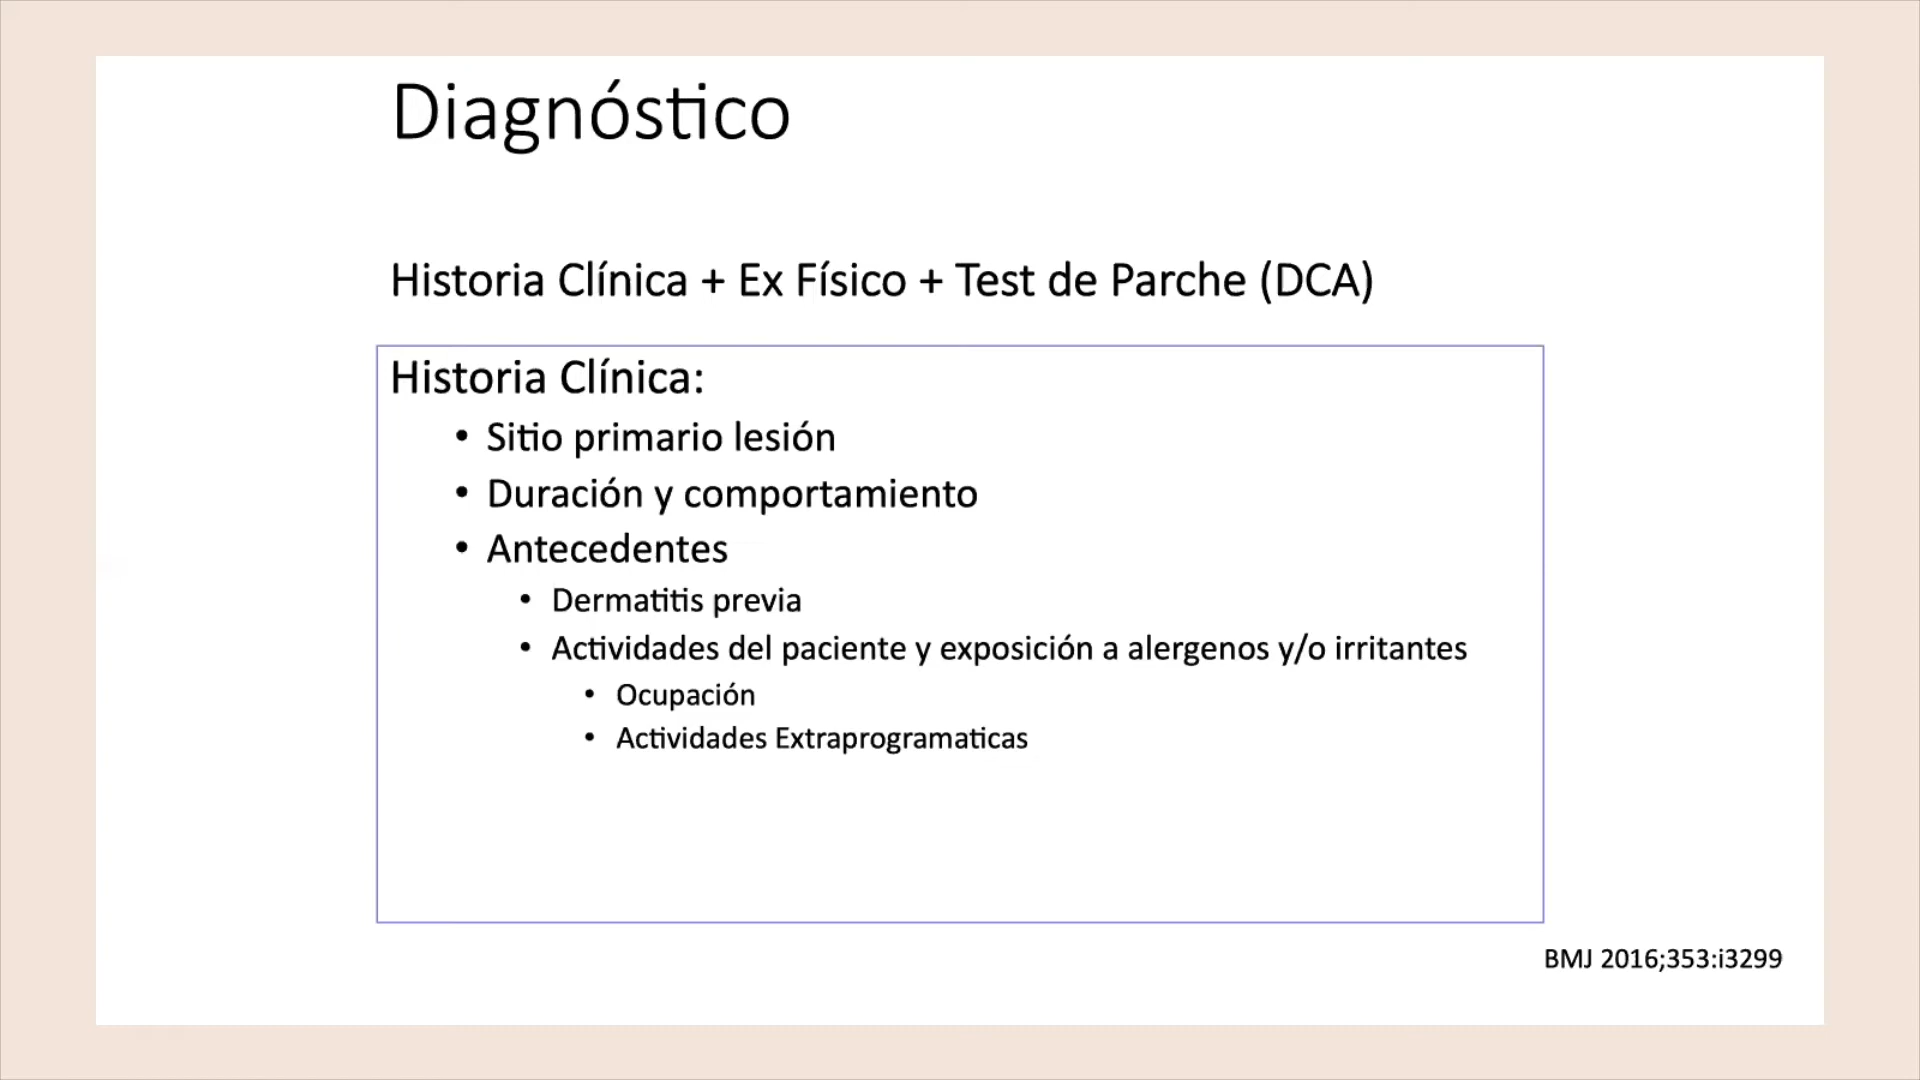 Diagnóstico
Historia Clínica + Ex Físico + Test de Parche (DCA)
Historia Clínica:
• Sitio primario lesión
• Duración y comportamiento
• Antecedentes
• Dermatitis previa
• Actividades del paciente y exposición a alergenos y/o irritantes
• Ocupación
• Actividades Extraprogramaticas
BMJ 2016;353:i3299